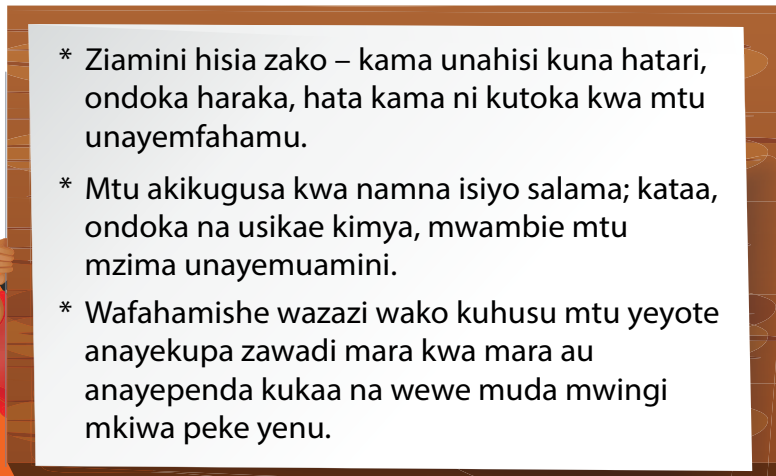 * Ziamini hisia zako – kama unahisi kuna hatari,
ondoka haraka, hata kama ni kutoka kwa mtu
unayemfahamu.
* Mtu akikugusa kwa namna isiyo salama; kataa,
ondoka na usikae kimya, mwambie mtu
mzima unayemuamini.
* Wafahamishe wazazi wako kuhusu mtu yeyote
anayekupa zawadi mara kwa mara au
anayependa kukaa na wewe muda mwingi
mkiwa peke yenu.